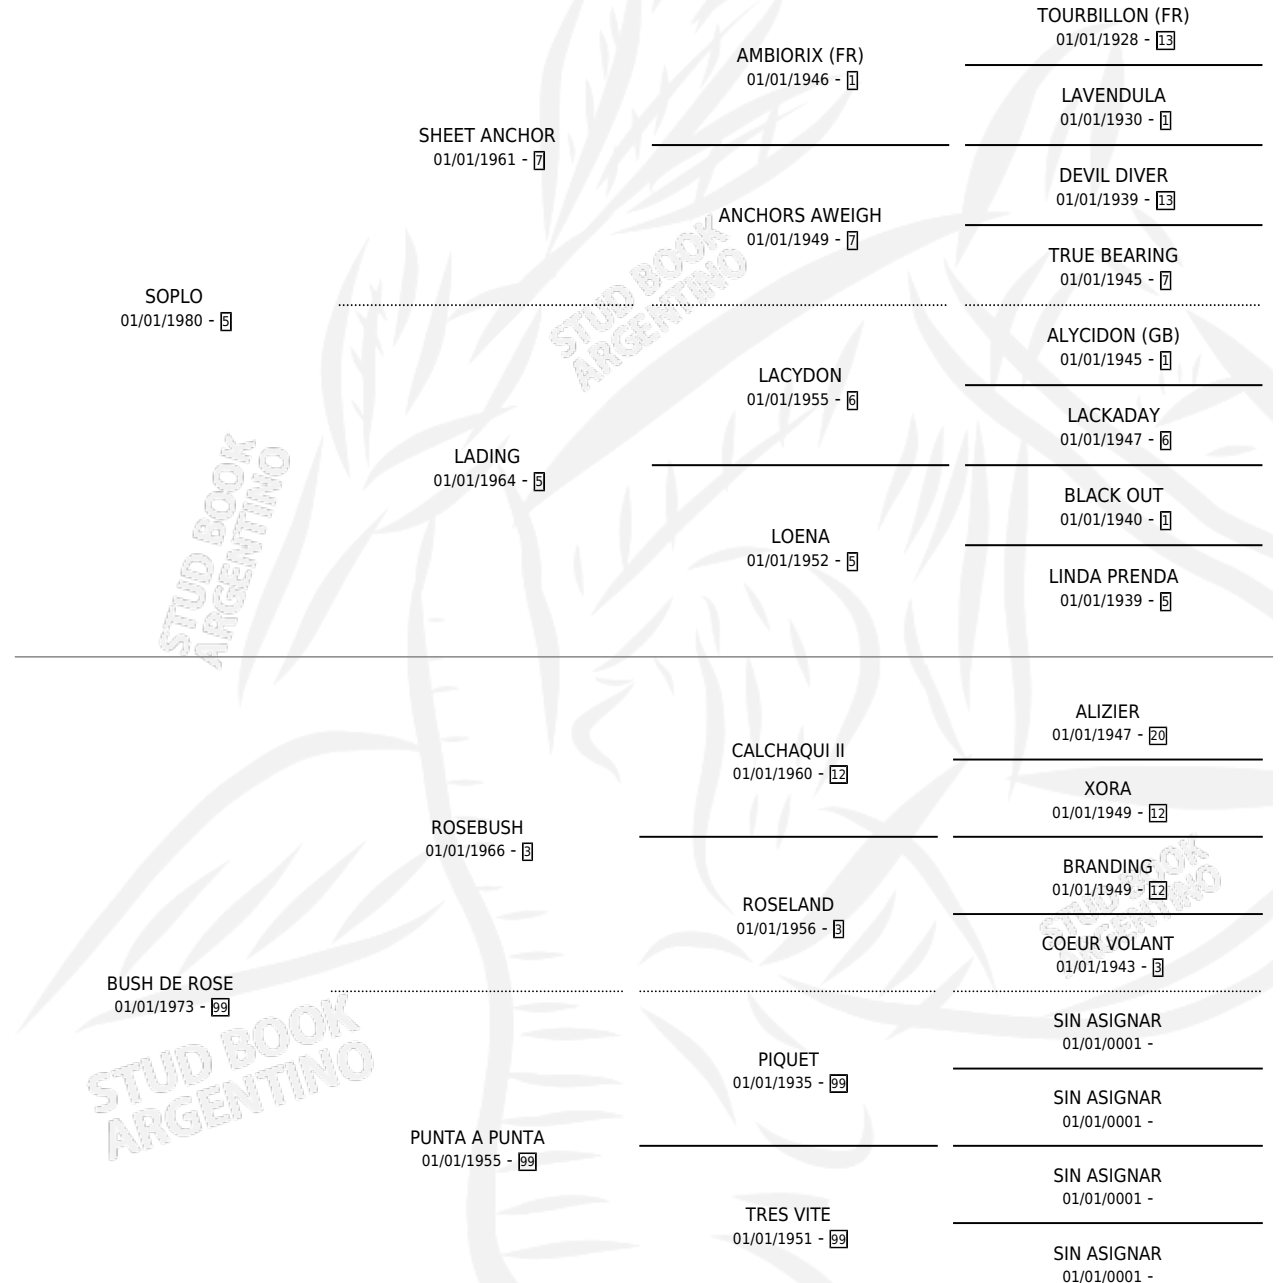 TOURBILLON (FR)
01/01/1928 - 13
AMBIORIX (FR)
01/01/1946 - 1
LAVENDULA
01/01/1930 - 1
SHEET ANCHOR
01/01/1961 - 7
DEVIL DIVER
01/01/1939 - 13
ANCHORS AWEIGH
01/01/1949 - 7
TRUE BEARING
01/01/1945 - 7
SOPLO
01/01/1980 - 5
STUD BOOK
ARGENTINO
ALYCIDON (GB)
01/01/1945 - 1
LACYDON
01/01/1955 - 6
LACKADAY
01/01/1947 - 6
LADING
01/01/1964 - 5
BLACK OUT
01/01/1940 - 1
LOENA
01/01/1952 - 5
LINDA PRENDA
01/01/1939 - 5
STUD BOOK
ARGENTINO
ALIZIER
01/01/1947 - 20
CALCHAQUI II
01/01/1960 - 12
XORA
01/01/1949 - 12
ROSEBUSH
01/01/1966 - 3
BRANDING
01/01/1949 - 12
ROSELAND
01/01/1956 - 3
STUD BOOK
ARGENTINO
COEUR VOLANT
01/01/1943 - 3
BUSH DE ROSE
01/01/1973 - 99
SIN ASIGNAR
01/01/0001 -
PIQUET
01/01/1935 - 99
SIN ASIGNAR
01/01/0001 -
STUD BOOK
ARGENTINO
PUNTA A PUNTA
01/01/1955 - 99
SIN ASIGNAR
01/01/0001 -
TRES VITE
01/01/1951 - 99
SIN ASIGNAR
01/01/0001 -